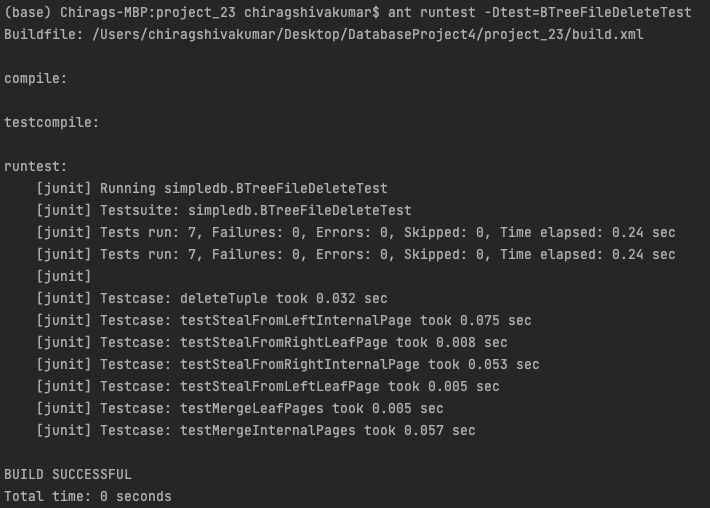 (base) Chirags-MBP:project_23 chiragshivakumar$ ant runtest -Dtest=BTreeFileDeleteTest
Buildfile: /Users/chiragshivakumar/Desktop/DatabaseProject4/project_23/build.xml
compile:
testcompile:
runtest:
[junit] Running simpledb.BTreeFileDeleteTest
[junit] Testsuite: simpledb.BTreeFileDeleteTest
[junit] Tests run: 7, Failures: 0, Errors: 0, Skipped: 0, Time elapsed: 0.24 sec
[junit] Tests run: 7, Failures: 0, Errors: 0, Skipped: 0, Time elapsed: 0.24 sec
[junit]
[junit] Testcase: deleteTuple took 0.032 sec
[junit] Testcase: testStealFromLeftInternalPage took 0.075 sec
[junit] Testcase: testStealFromRightLeafPage took 0.008 sec
[junit] Testcase: testStealFromRightInternalPage took 0.053 sec
[junit] Testcase: testStealFromLeftLeafPage took 0.005 sec
[junit] Testcase: testMergeLeafPages took 0.005 sec
[junit] Testcase: testMergeInternalPages took 0.057 sec
BUILD SUCCESSFUL
Total time: 0 seconds